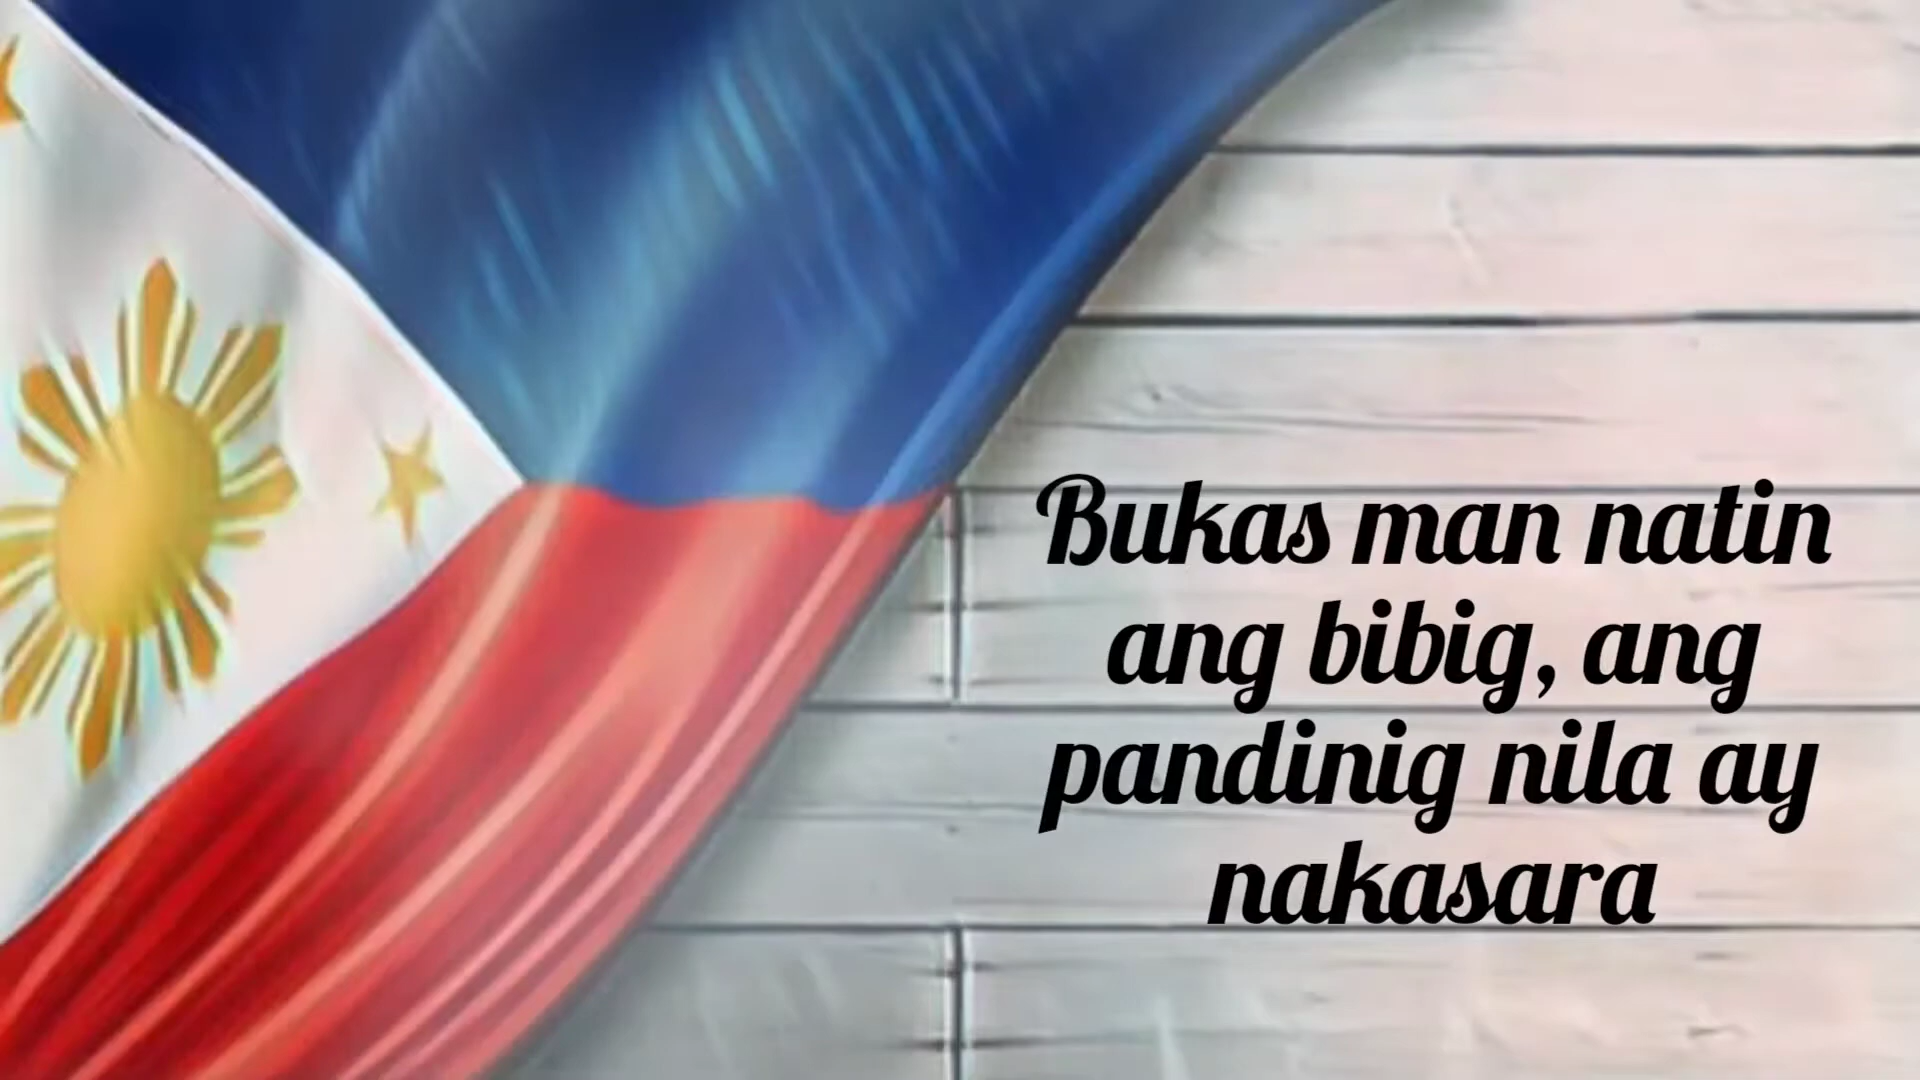 Bukas man natin
ang bibig, ang
pandinig nila ay
nakasara